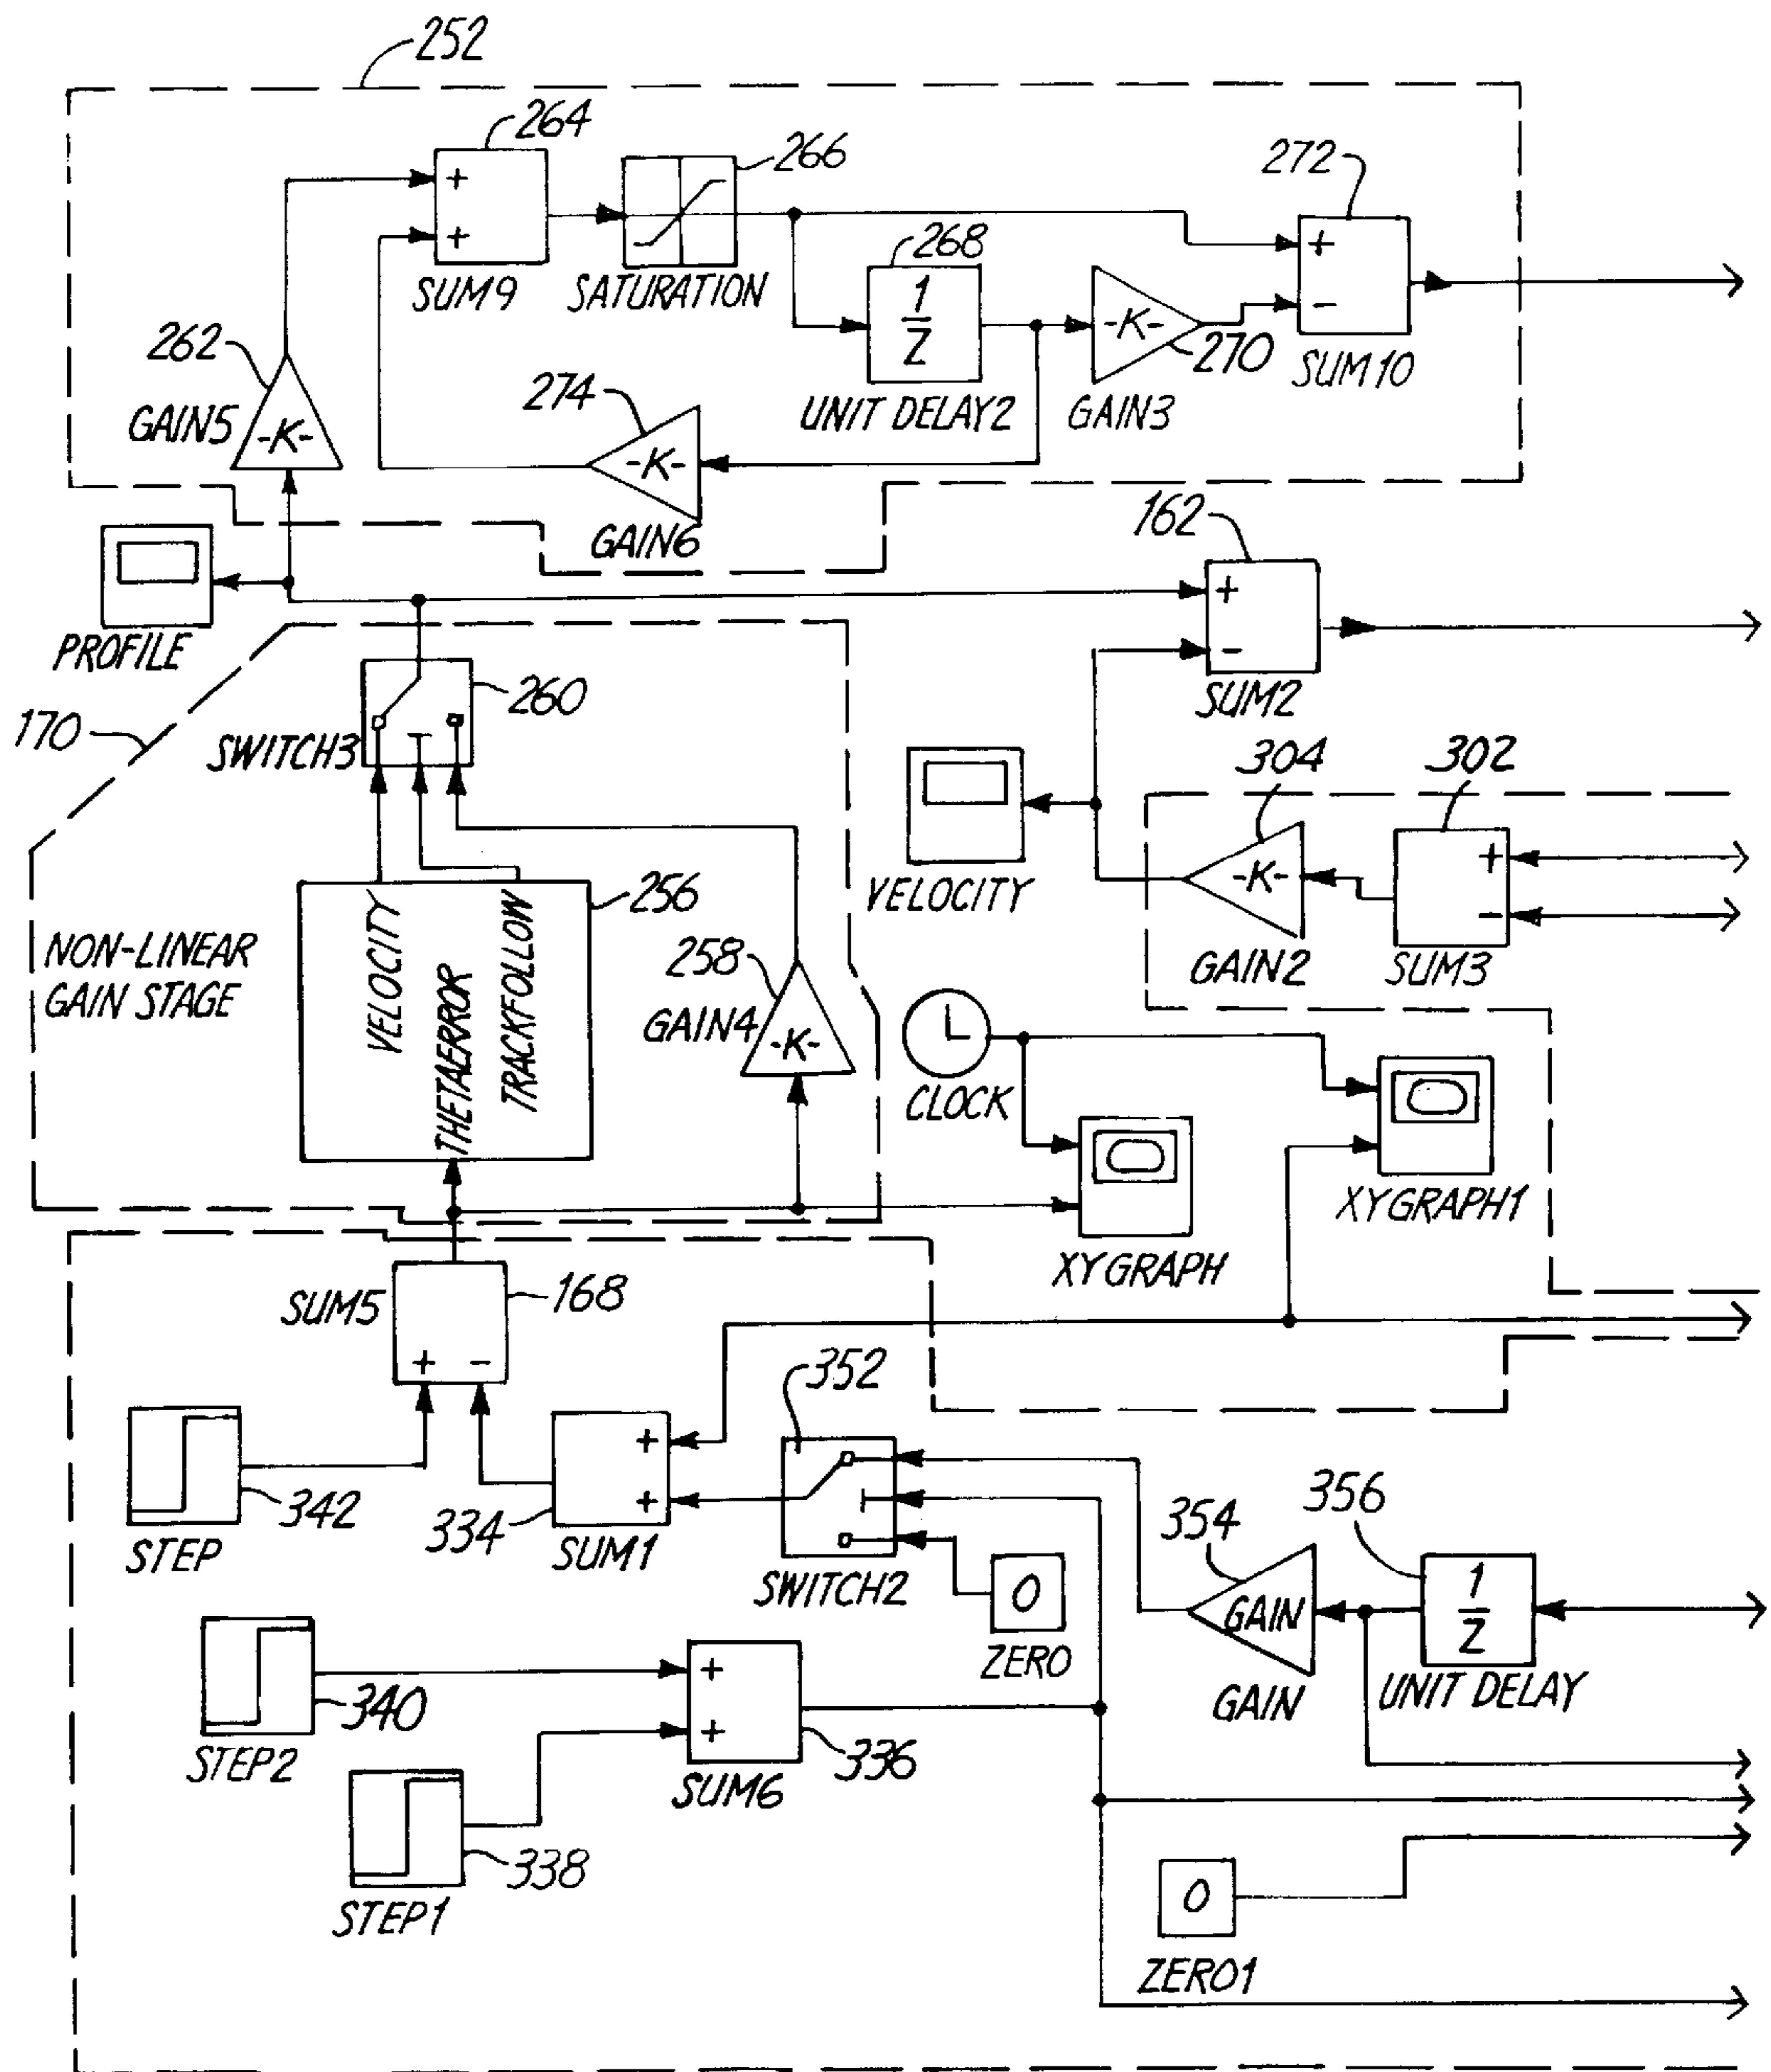 252
264
+
+
SUM9
266
SATURATION
268
1
Z
UNIT DELAY2
-K-
270
GAIN3
272
+
-
SUM10
262
GAIN5
-K-
274
-K-
GAIN6
PROFILE
162
+
-
SUM2
170
260
SWITCH3
NON-LINEAR
GAIN STAGE
256
VELOCITY
THETAERROR
TRACKFOLLOW
258
GAIN4
-K-
VELOCITY
304
-K-
GAIN2
302
+
-
SUM3
CLOCK
XYGRAPH
XYGRAPH1
SUM5
168
+ -
342
STEP
334
+
+
SUM1
352
SWITCH2
0
ZERO
354
GAIN
GAIN
356
1
Z
UNIT DELAY
340
STEP2
+
+
336
SUM6
338
STEP1
0
ZERO1